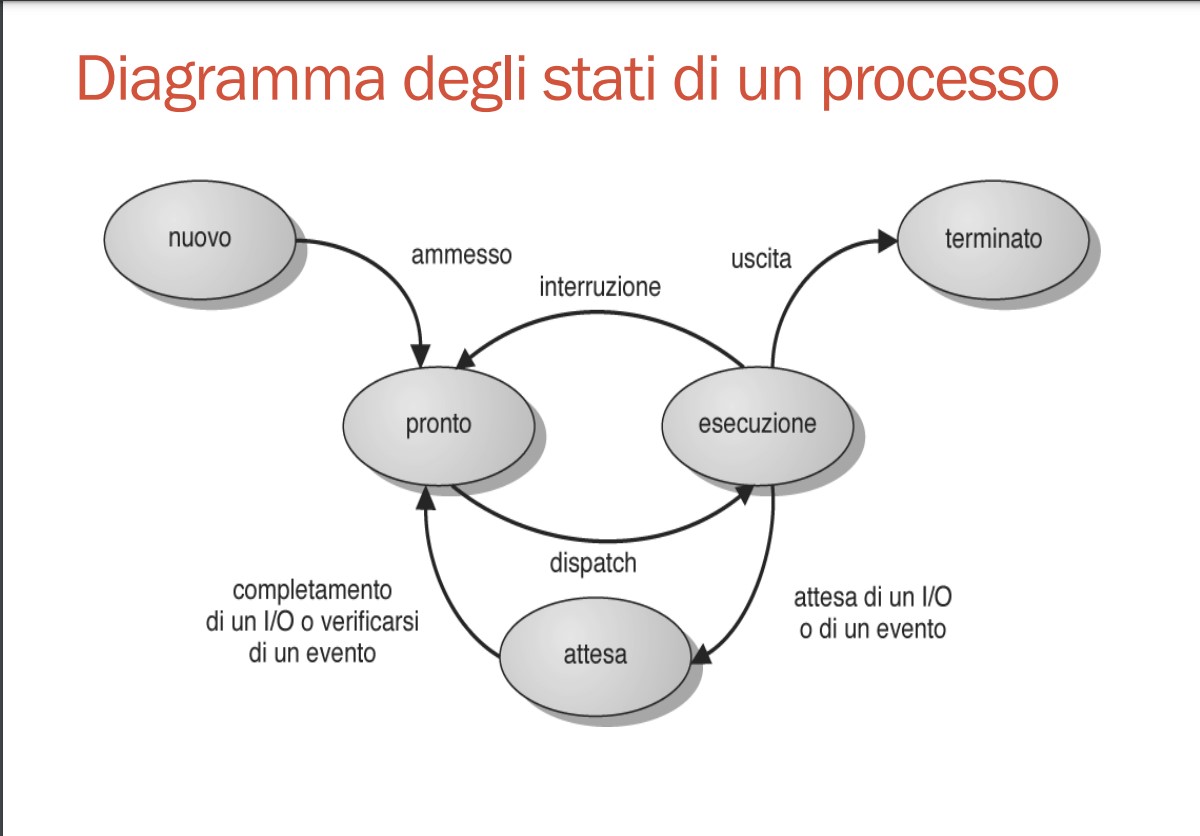 Diagramma degli stati di un processo
nuovo
terminato
ammesso
uscita
interruzione
pronto
esecuzione
dispatch
completamento
di un I/O o verificarsi
di un evento
attesa di un I/O
o di un evento
attesa